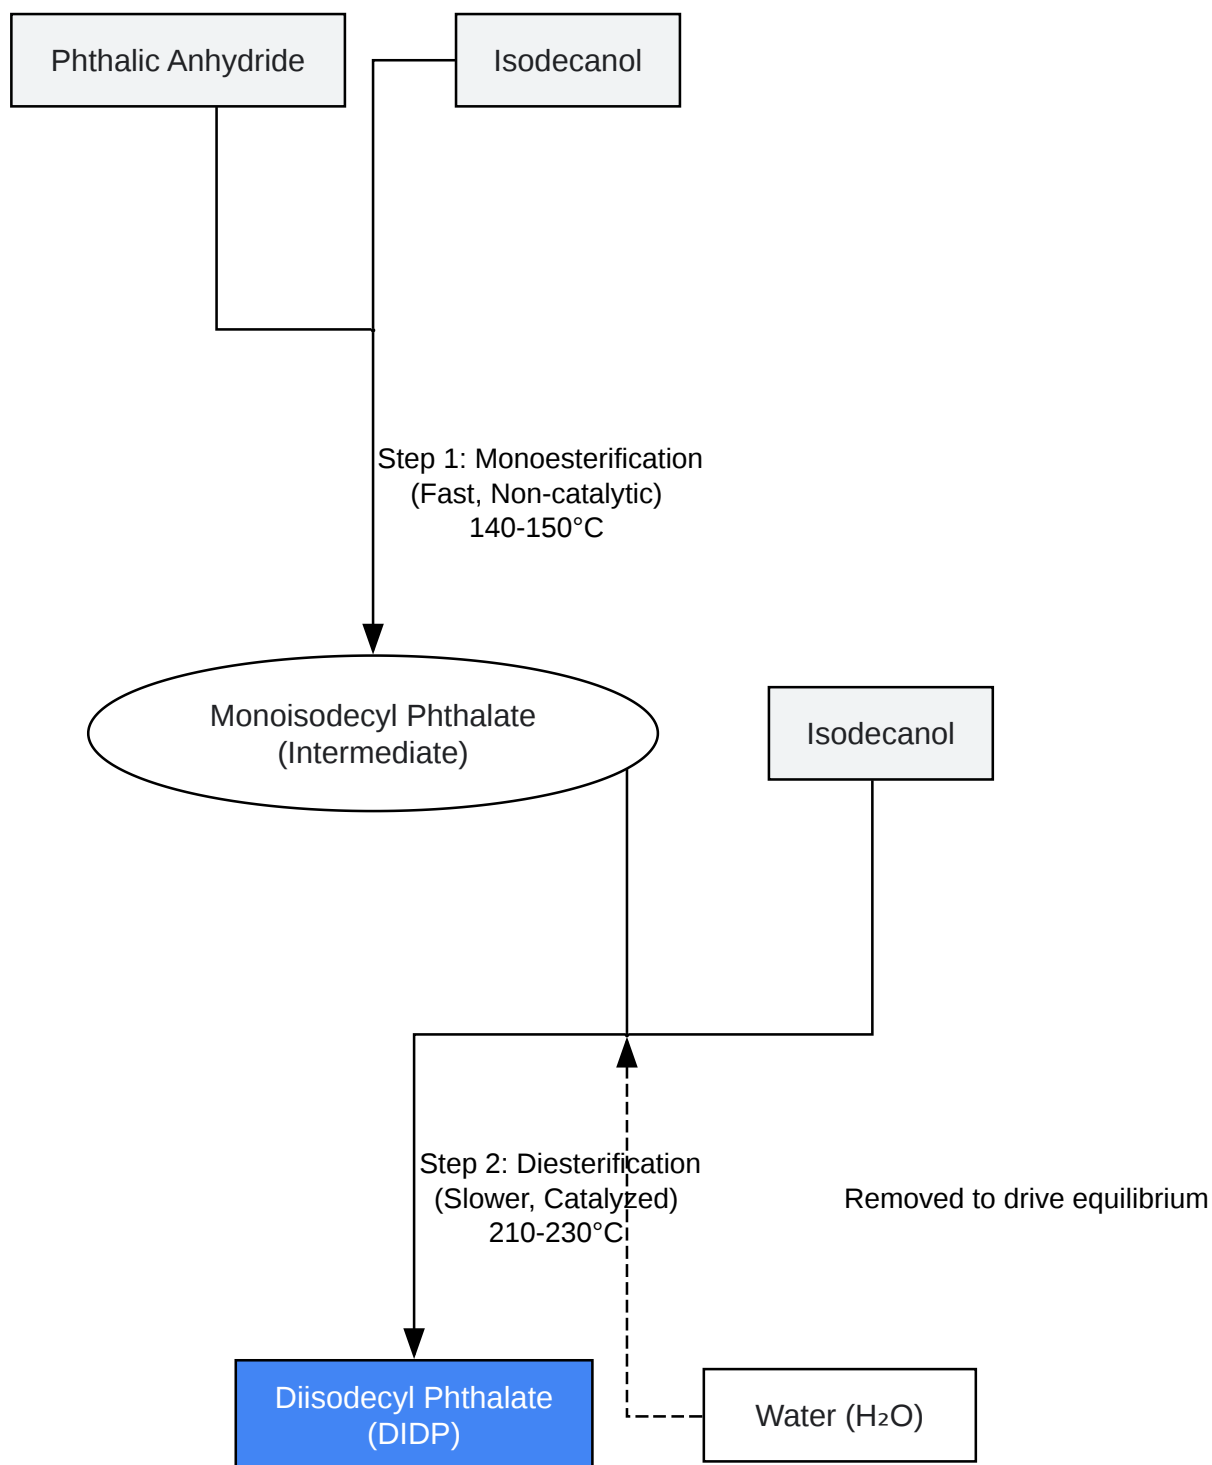 Phthalic Anhydride
Isodecanol
Step 1: Monoesterification
(Fast, Non-catalytic)
140-150°C
Monoisodecyl Phthalate
(Intermediate)
Isodecanol
Step 2: Diesterification
(Slower, Catalyzed)
210-230°C
Removed to drive equilibrium
Diisodecyl Phthalate
(DIDP)
Water (H₂O)